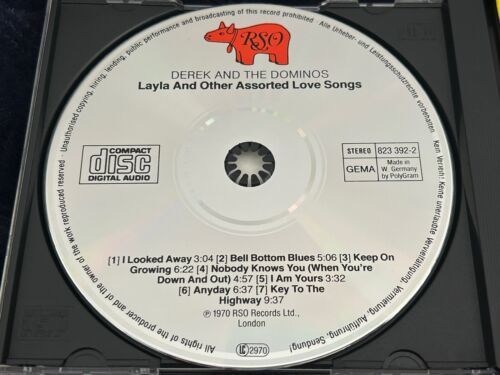 RSO
DEREK AND THE DOMINOS
Layla And Other Assorted Love Songs
COMPACT
disc
DIGITAL AUDIO
STEREO 823 392-2
GEMA Made in
W. Germany
by PolyGram
[1] I Looked Away 3:04 [2] Bell Bottom Blues 5:06 [3] Keep On
Growing 6:22 [4] Nobody Knows You (When You're
Down And Out) 4:57 [5] I Am Yours 3:32
[6] Anyday 6:37 [7] Key To The
Highway 9:37
℗ 1970 RSO Records Ltd.,
London
LC 2970
All rights of the producer and of the owner of the work reproduced reserved - Unauthorised copying, hiring, lending, public performance and broadcasting of this record prohibited
Alle Urheber- und Leistungsschutzrechte vorbehalten. Kein Verleih! Keine unerlaubte Vervielfältigung, Vermietung, Aufführung, Sendung!